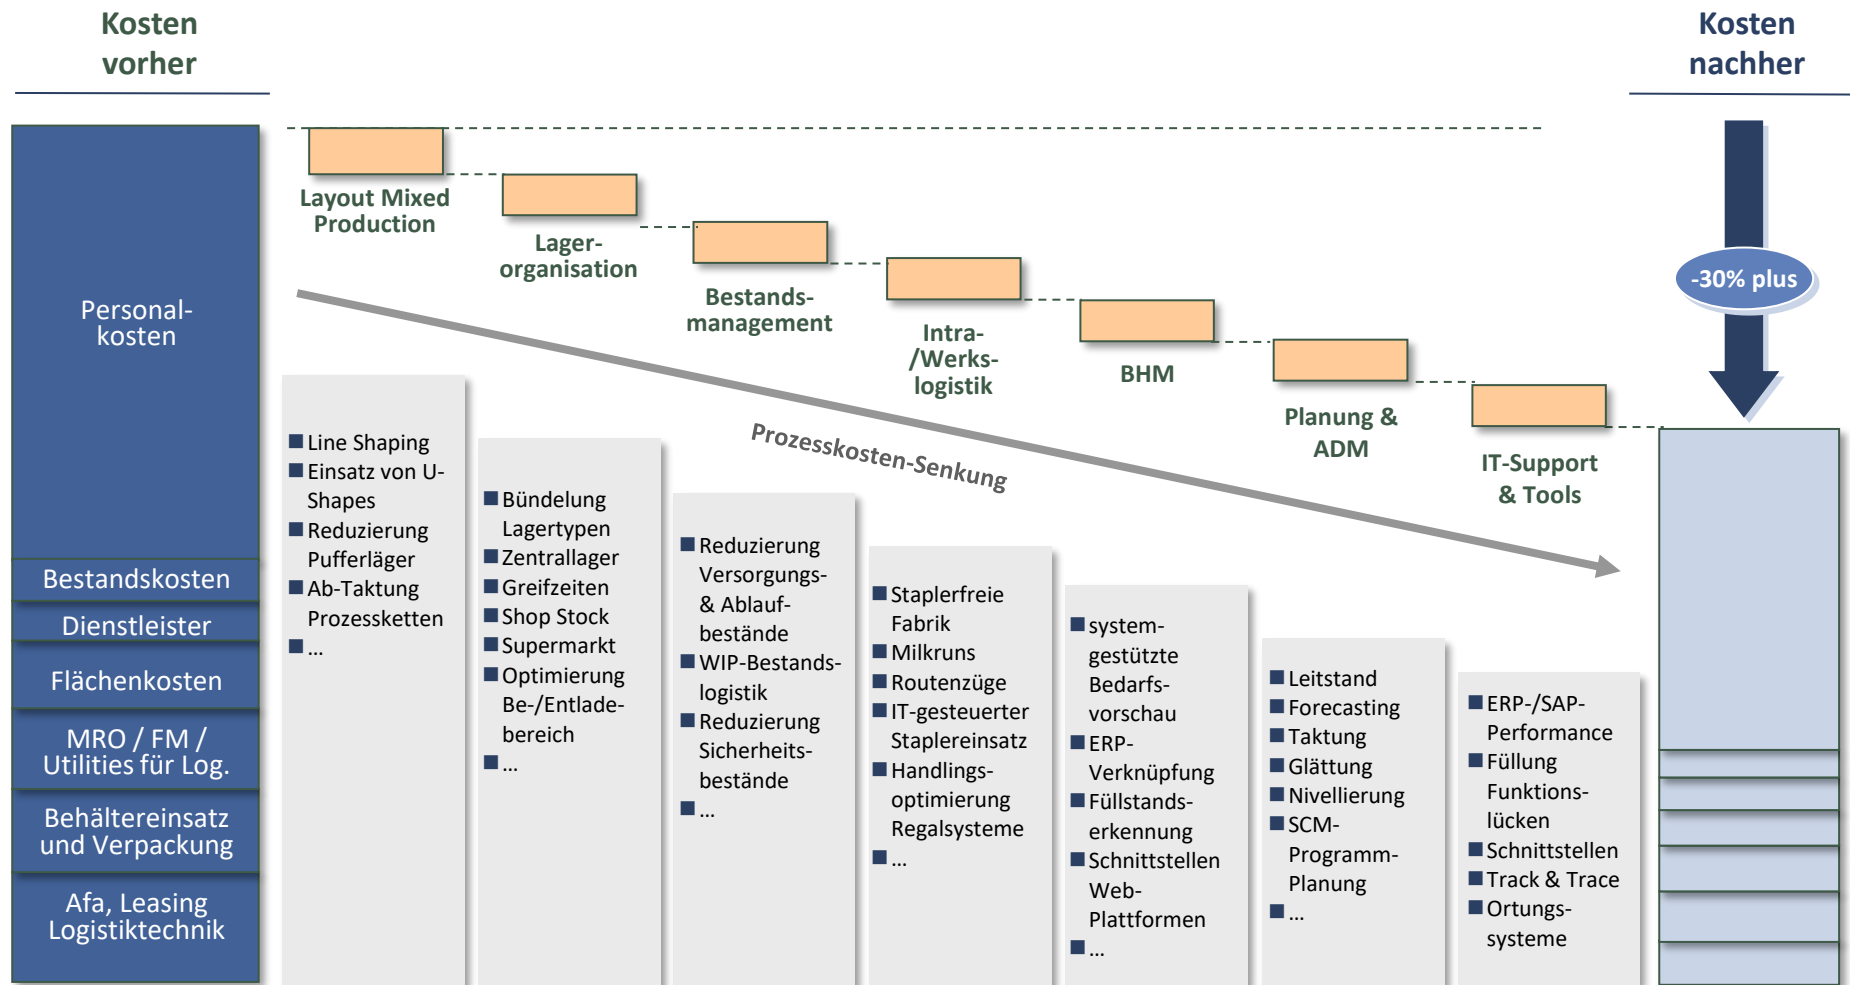 Kosten
vorher
Kosten
nachher
Personal-
kosten
Bestandskosten
Dienstleister
Flächenkosten
MRO / FM /
Utilities für Log.
Behältereinsatz
und Verpackung
Afa, Leasing
Logistiktechnik
Layout Mixed
Production
Lager-
organisation
Bestands-
management
Intra-
/Werks-
logistik
BHM
Planung &
ADM
IT-Support
& Tools
-30% plus
Prozesskosten-Senkung
Line Shaping
Einsatz von U-
Shapes
Reduzierung
Pufferläger
Ab-Taktung
Prozessketten
...
Bündelung
Lagertypen
Zentrallager
Greifzeiten
Shop Stock
Supermarkt
Optimierung
Be-/Entlade-
bereich
...
Reduzierung
Versorgungs-
& Ablauf-
bestände
WIP-Bestands-
logistik
Reduzierung
Sicherheits-
bestände
...
Staplerfreie
Fabrik
Milkruns
Routenzüge
IT-gesteuerter
Staplereinsatz
Handlings-
optimierung
Regalsysteme
...
system-
gestützte
Bedarfs-
vorschau
ERP-
Verknüpfung
Füllstands-
erkennung
Schnittstellen
Web-
Plattformen
...
Leitstand
Forecasting
Taktung
Glättung
Nivellierung
SCM-
Programm-
Planung
...
ERP-/SAP-
Performance
Füllung
Funktions-
lücken
Schnittstellen
Track & Trace
Ortungs-
systeme